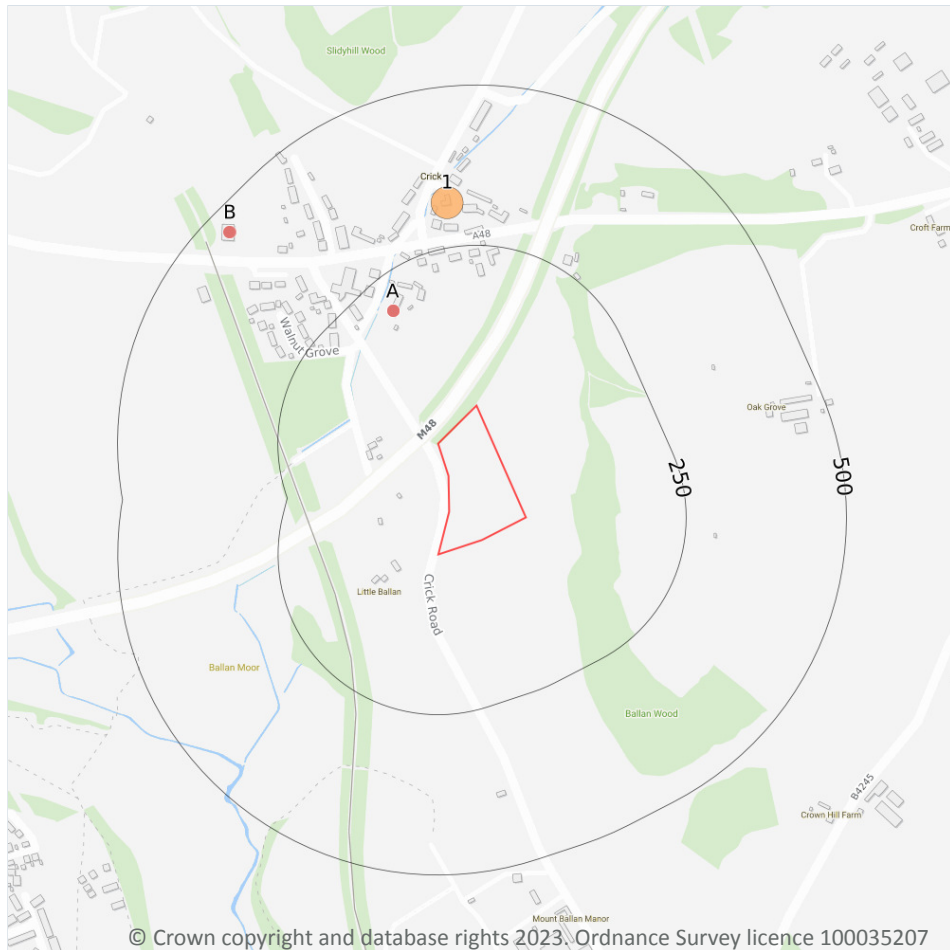 Slidyhill Wood
Crick
1
B
A48
Croft Farm
A
Walnut Grove
Oak Grove
M48
250
500
Crick Road
Little Ballan
Ballan Moor
Ballan Wood
B4245
Crown Hill Farm
Mount Ballan Manor
© Crown copyright and database rights 2023. Ordnance Survey licence 100035207